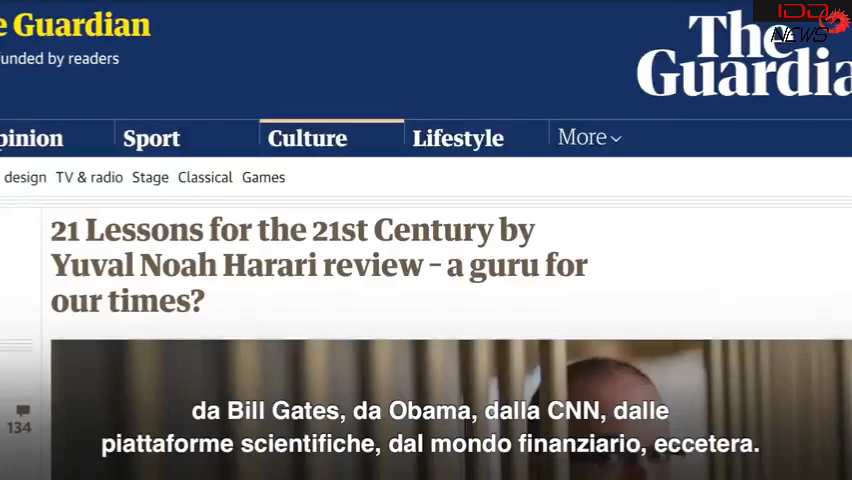 e Guardian
funded by readers
IDA
NEWS
The
Guardia
pinion
Sport
Culture
Lifestyle
More
design TV & radio Stage Classical Games
21 Lessons for the 21st Century by
Yuval Noah Harari review – a guru for
our times?
134
da Bill Gates, da Obama, dalla CNN, dalle
piattaforme scientifiche, dal mondo finanziario, eccetera.